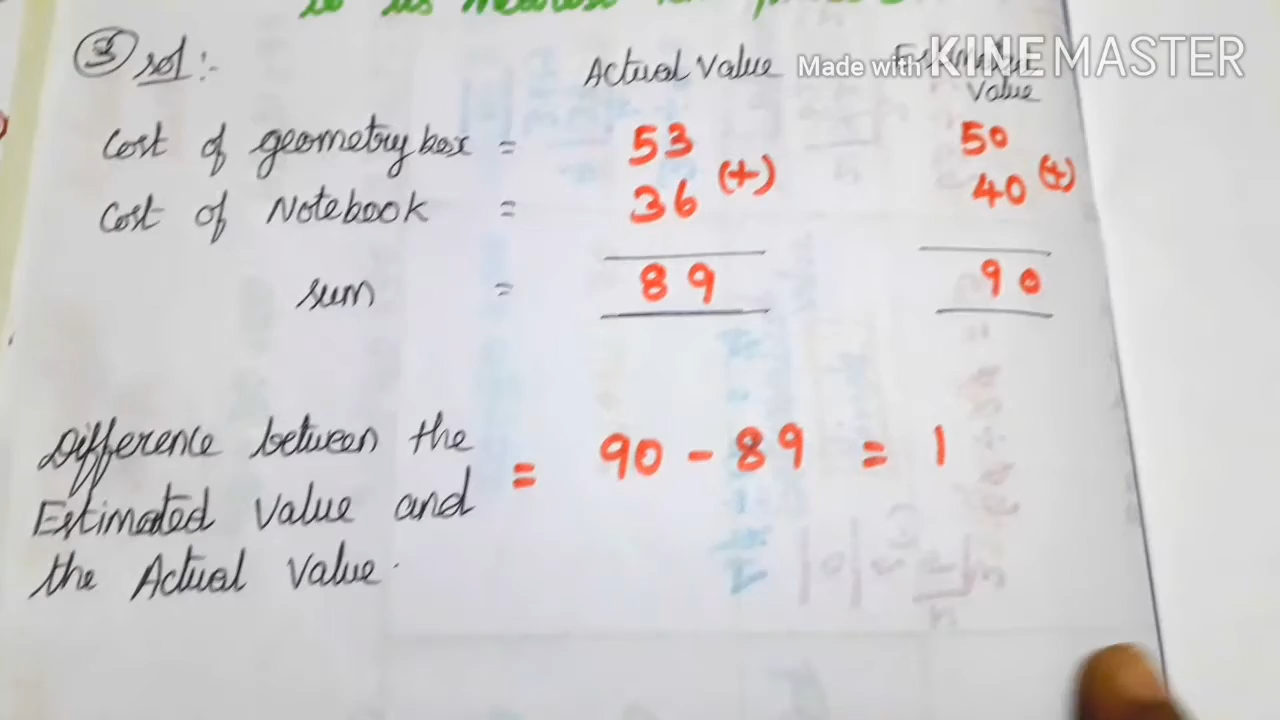 ③ Sol:-
Actual Value
Made with KINEMASTER
Value
Cost of geometry box = 53 50
Cost of Notebook = 36 (+) 40 (+)
Sum = 89 90
Difference between the
Estimated Value and = 90 - 89 = 1
the Actual Value.